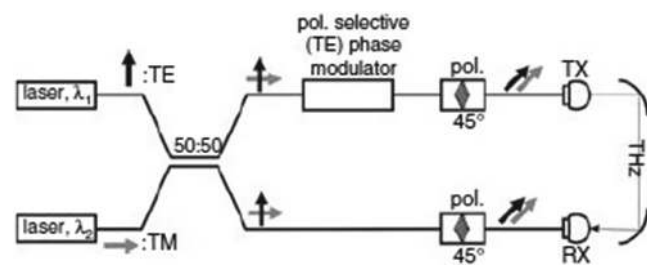 pol. selective
(TE) phase
modulator
:TE
laser, λ1
50:50
pol.
45°
TX
THz
laser, λ2
:TM
pol.
45°
RX